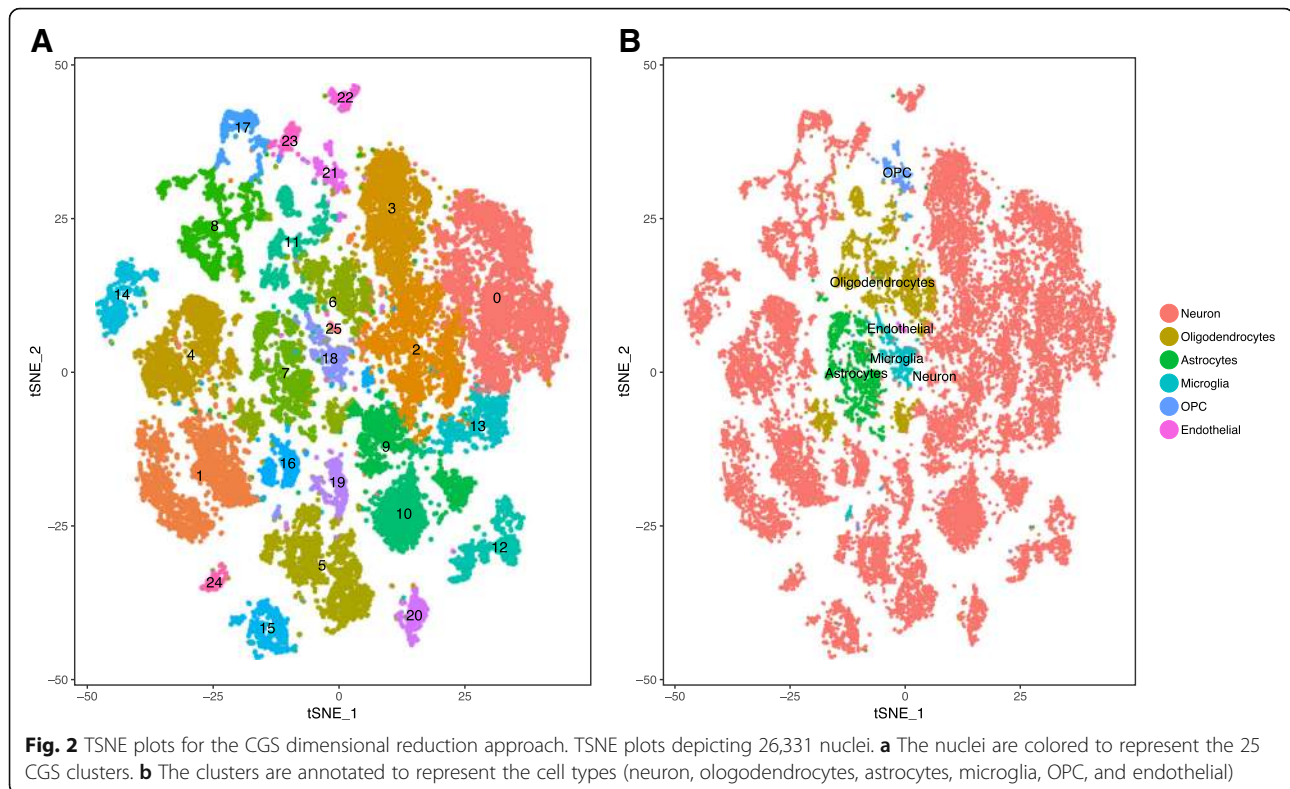 A
B
50
25
0
−25
−50
tSNE_2
−50
−25
0
25
tSNE_1
22
17
23
21
3
8
11
0
14
6
25
4
2
18
7
13
9
16
1
19
10
12
5
24
20
15
50
25
0
−25
−50
tSNE_2
−50
−25
0
25
tSNE_1
OPC
Oligodendrocytes
Endothelial
Microglia
Astrocytes
Neuron
Neuron
Oligodendrocytes
Astrocytes
Microglia
OPC
Endothelial
Fig. 2 TSNE plots for the CGS dimensional reduction approach. TSNE plots depicting 26,331 nuclei. a The nuclei are colored to represent the 25
CGS clusters. b The clusters are annotated to represent the cell types (neuron, ologodendrocytes, astrocytes, microglia, OPC, and endothelial)